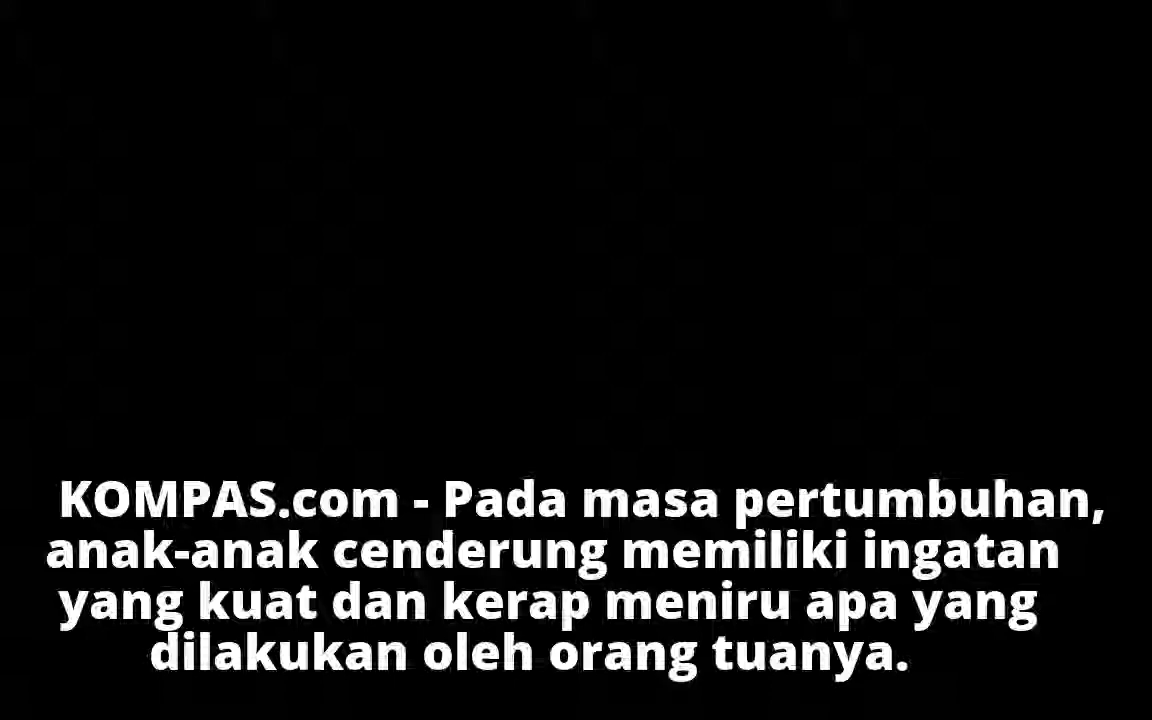 KOMPAS.com - Pada masa pertumbuhan,
anak-anak cenderung memiliki ingatan
yang kuat dan kerap meniru apa yang
dilakukan oleh orang tuanya.